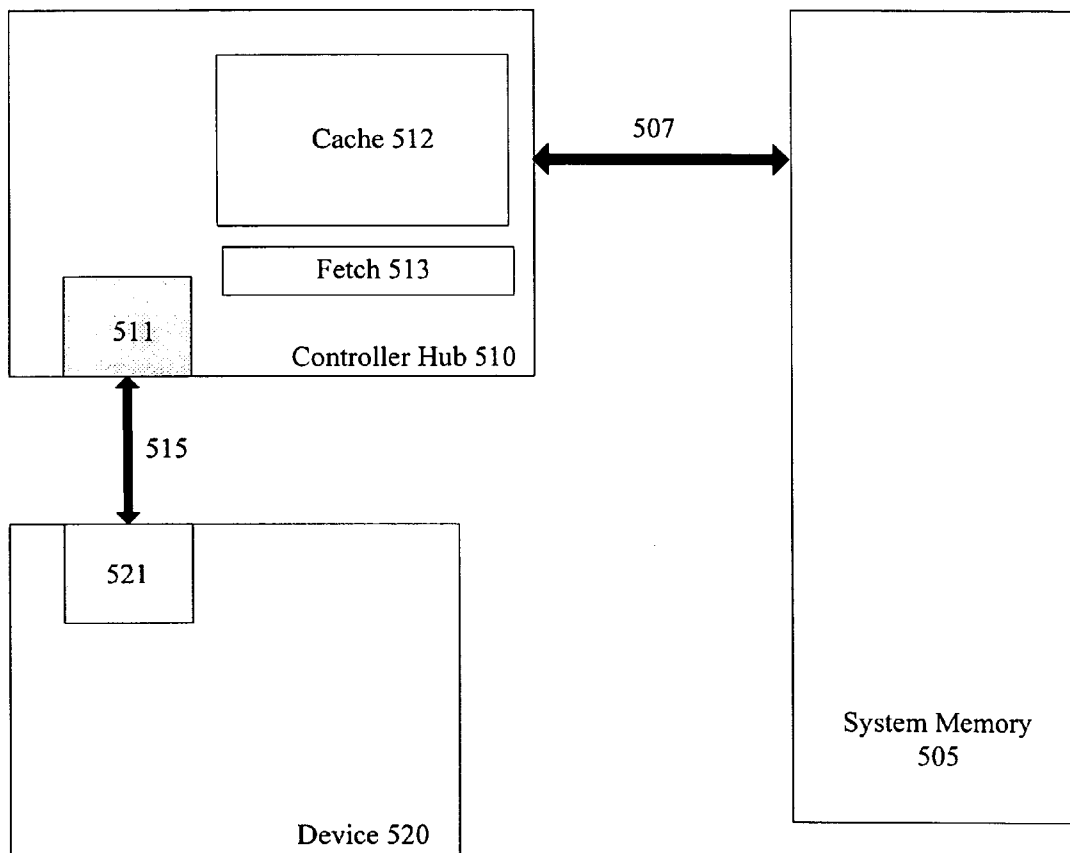 Cache 512
507
Fetch 513
511
Controller Hub 510
515
521
System Memory
505
Device 520